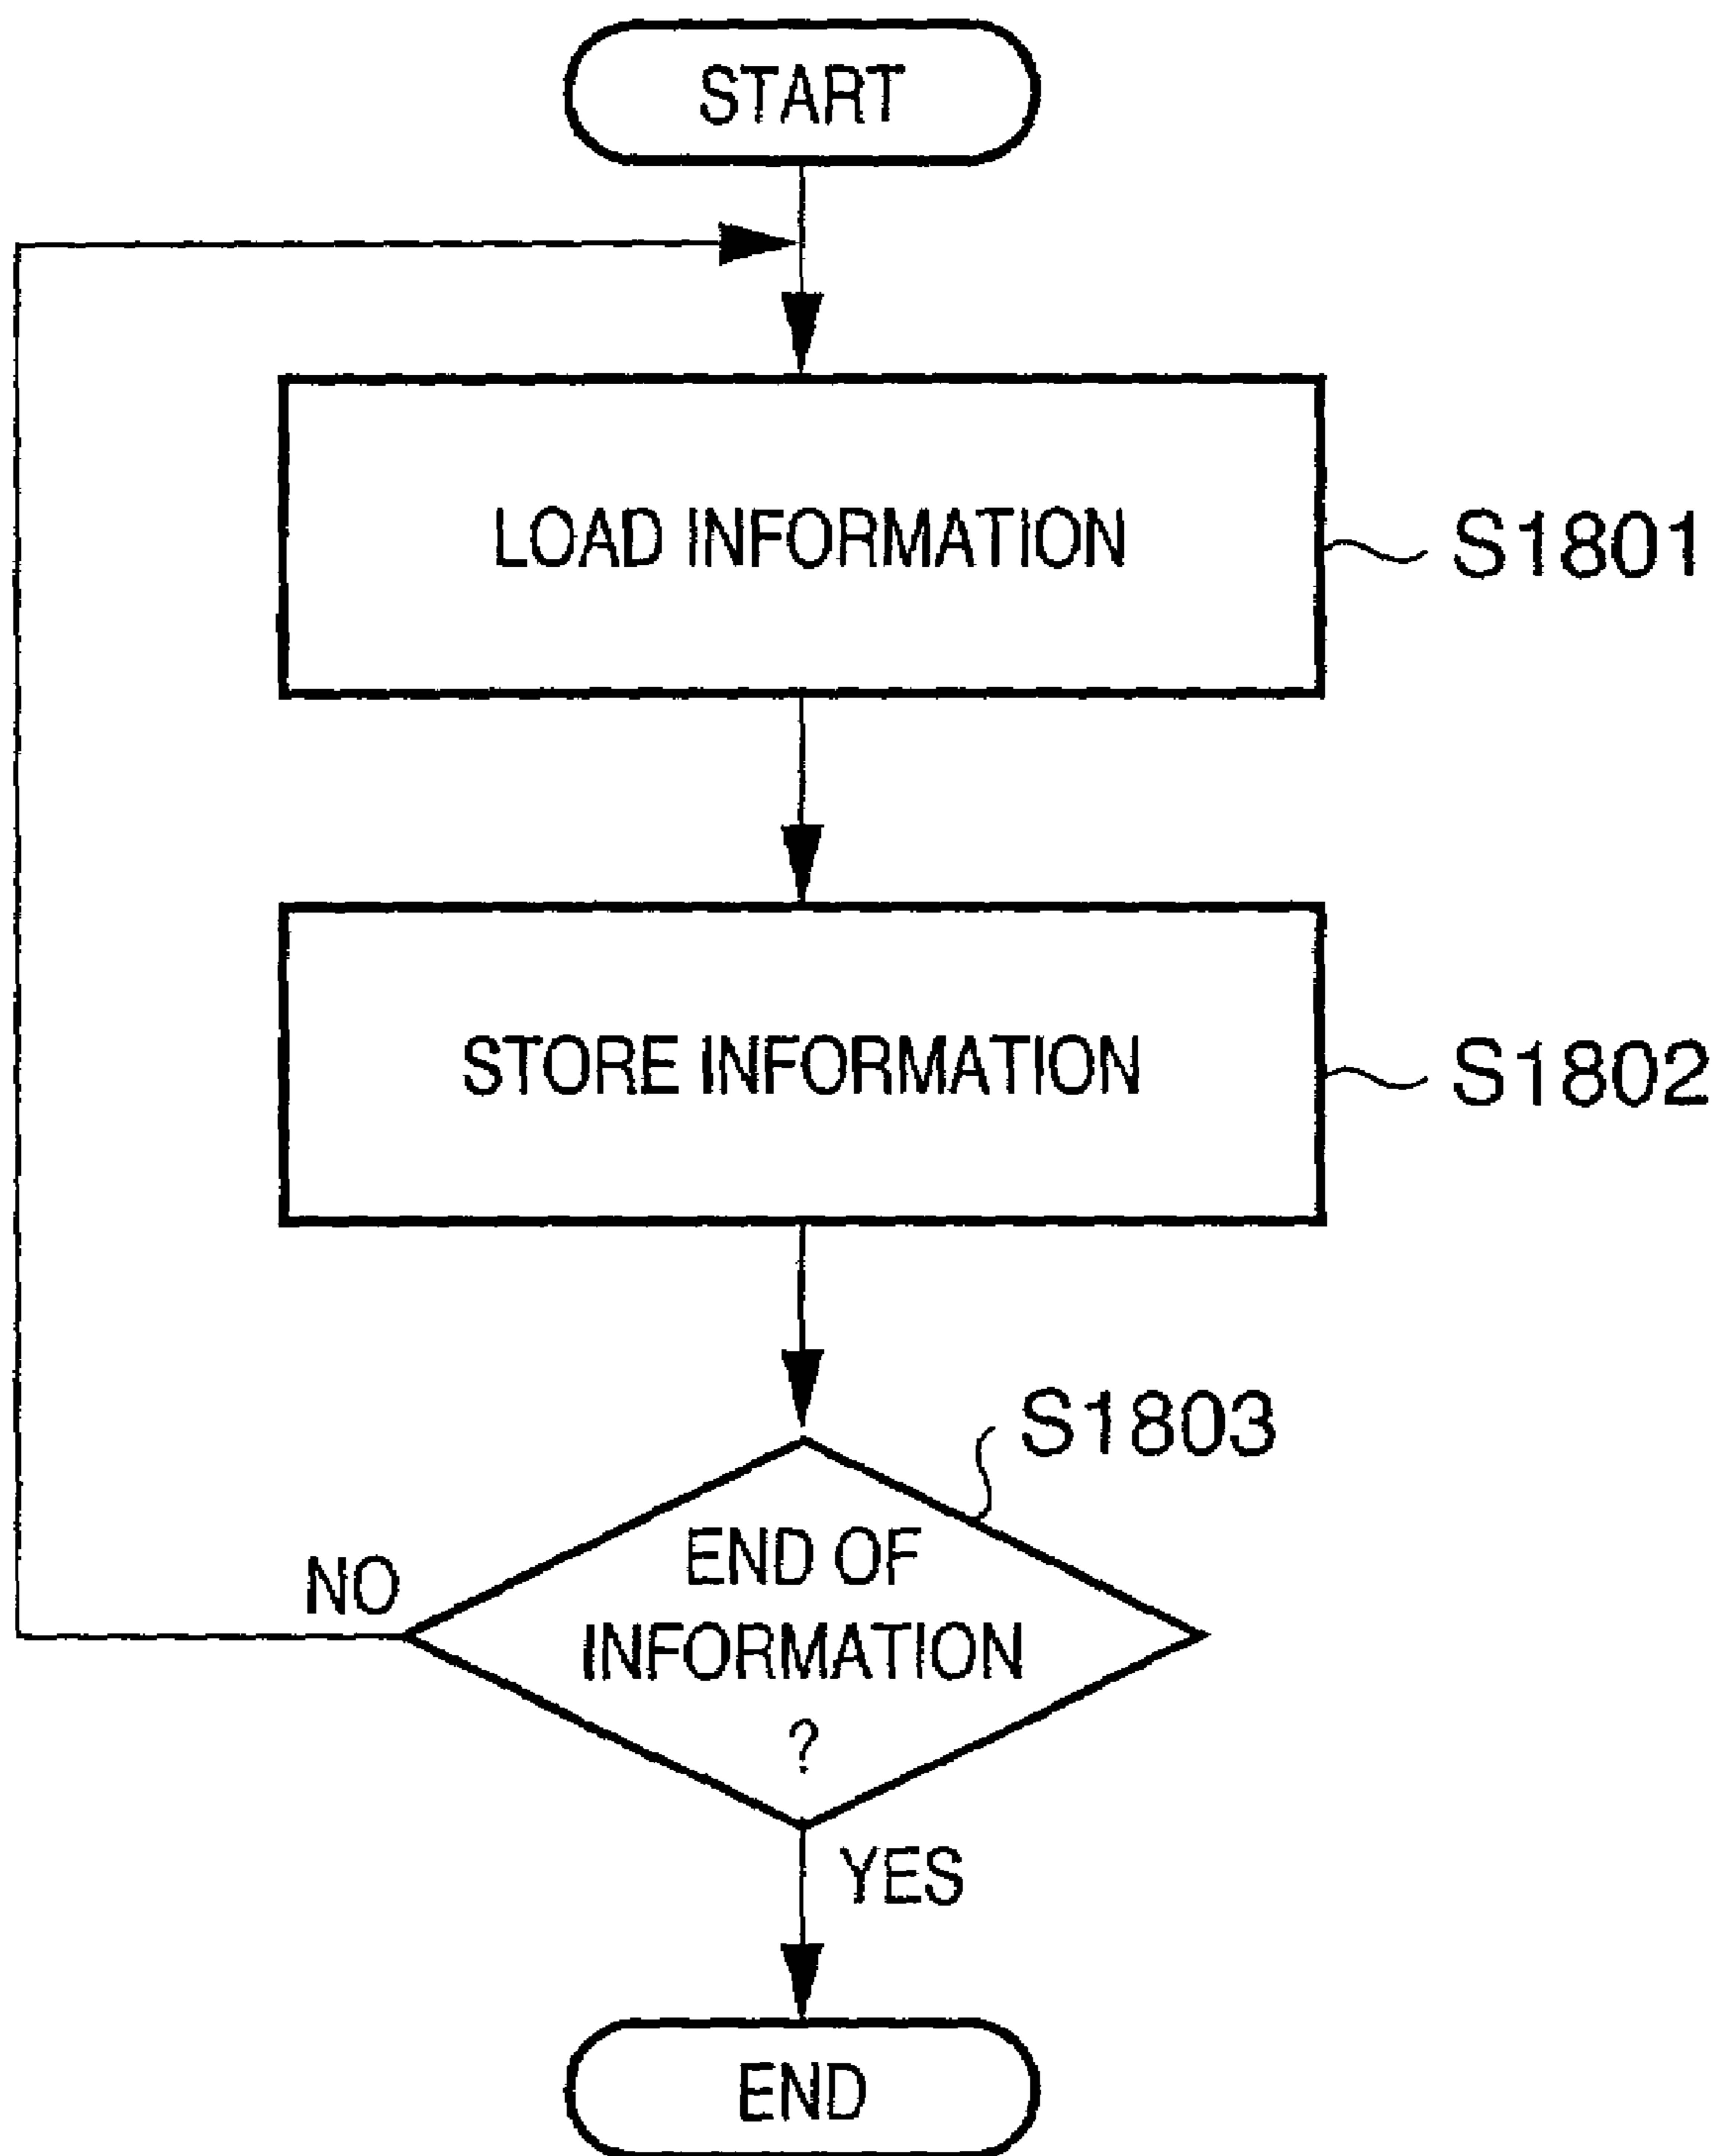 START
LOAD INFORMATION
S1801
STORE INFORMATION
S1802
S1803
END OF
INFORMATION
?
NO
YES
END